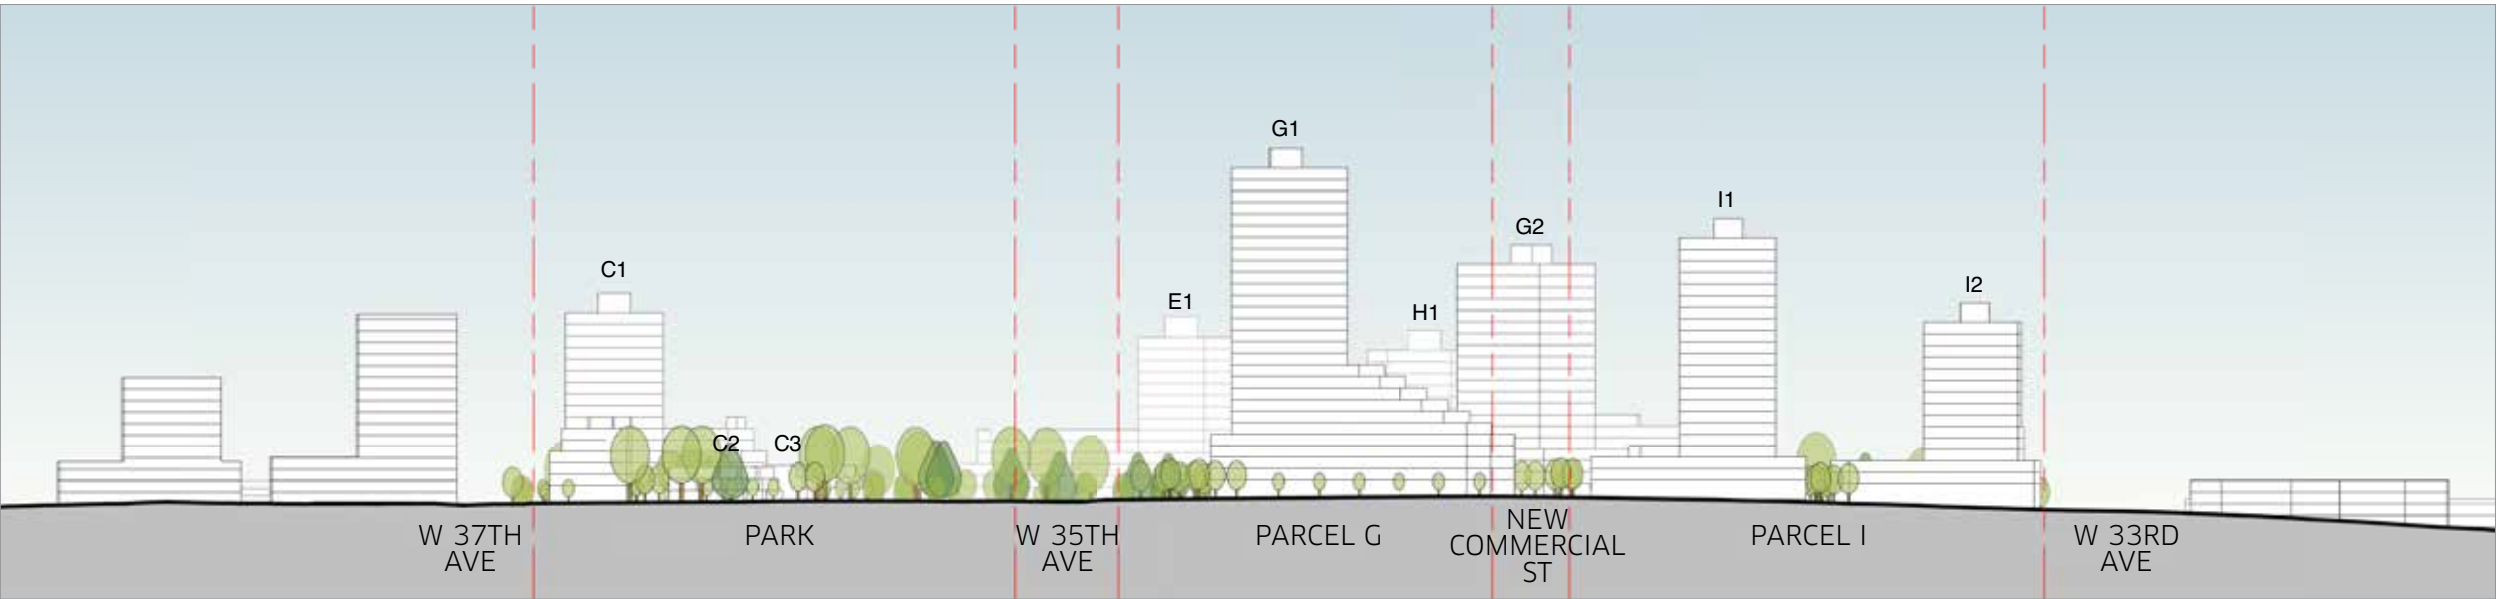 G1
I1
G2
C1
I2
E1
H1
C2
C3
W 37TH
AVE
PARK
W 35TH
AVE
PARCEL G
NEW
COMMERCIAL
ST
PARCEL I
W 33RD
AVE